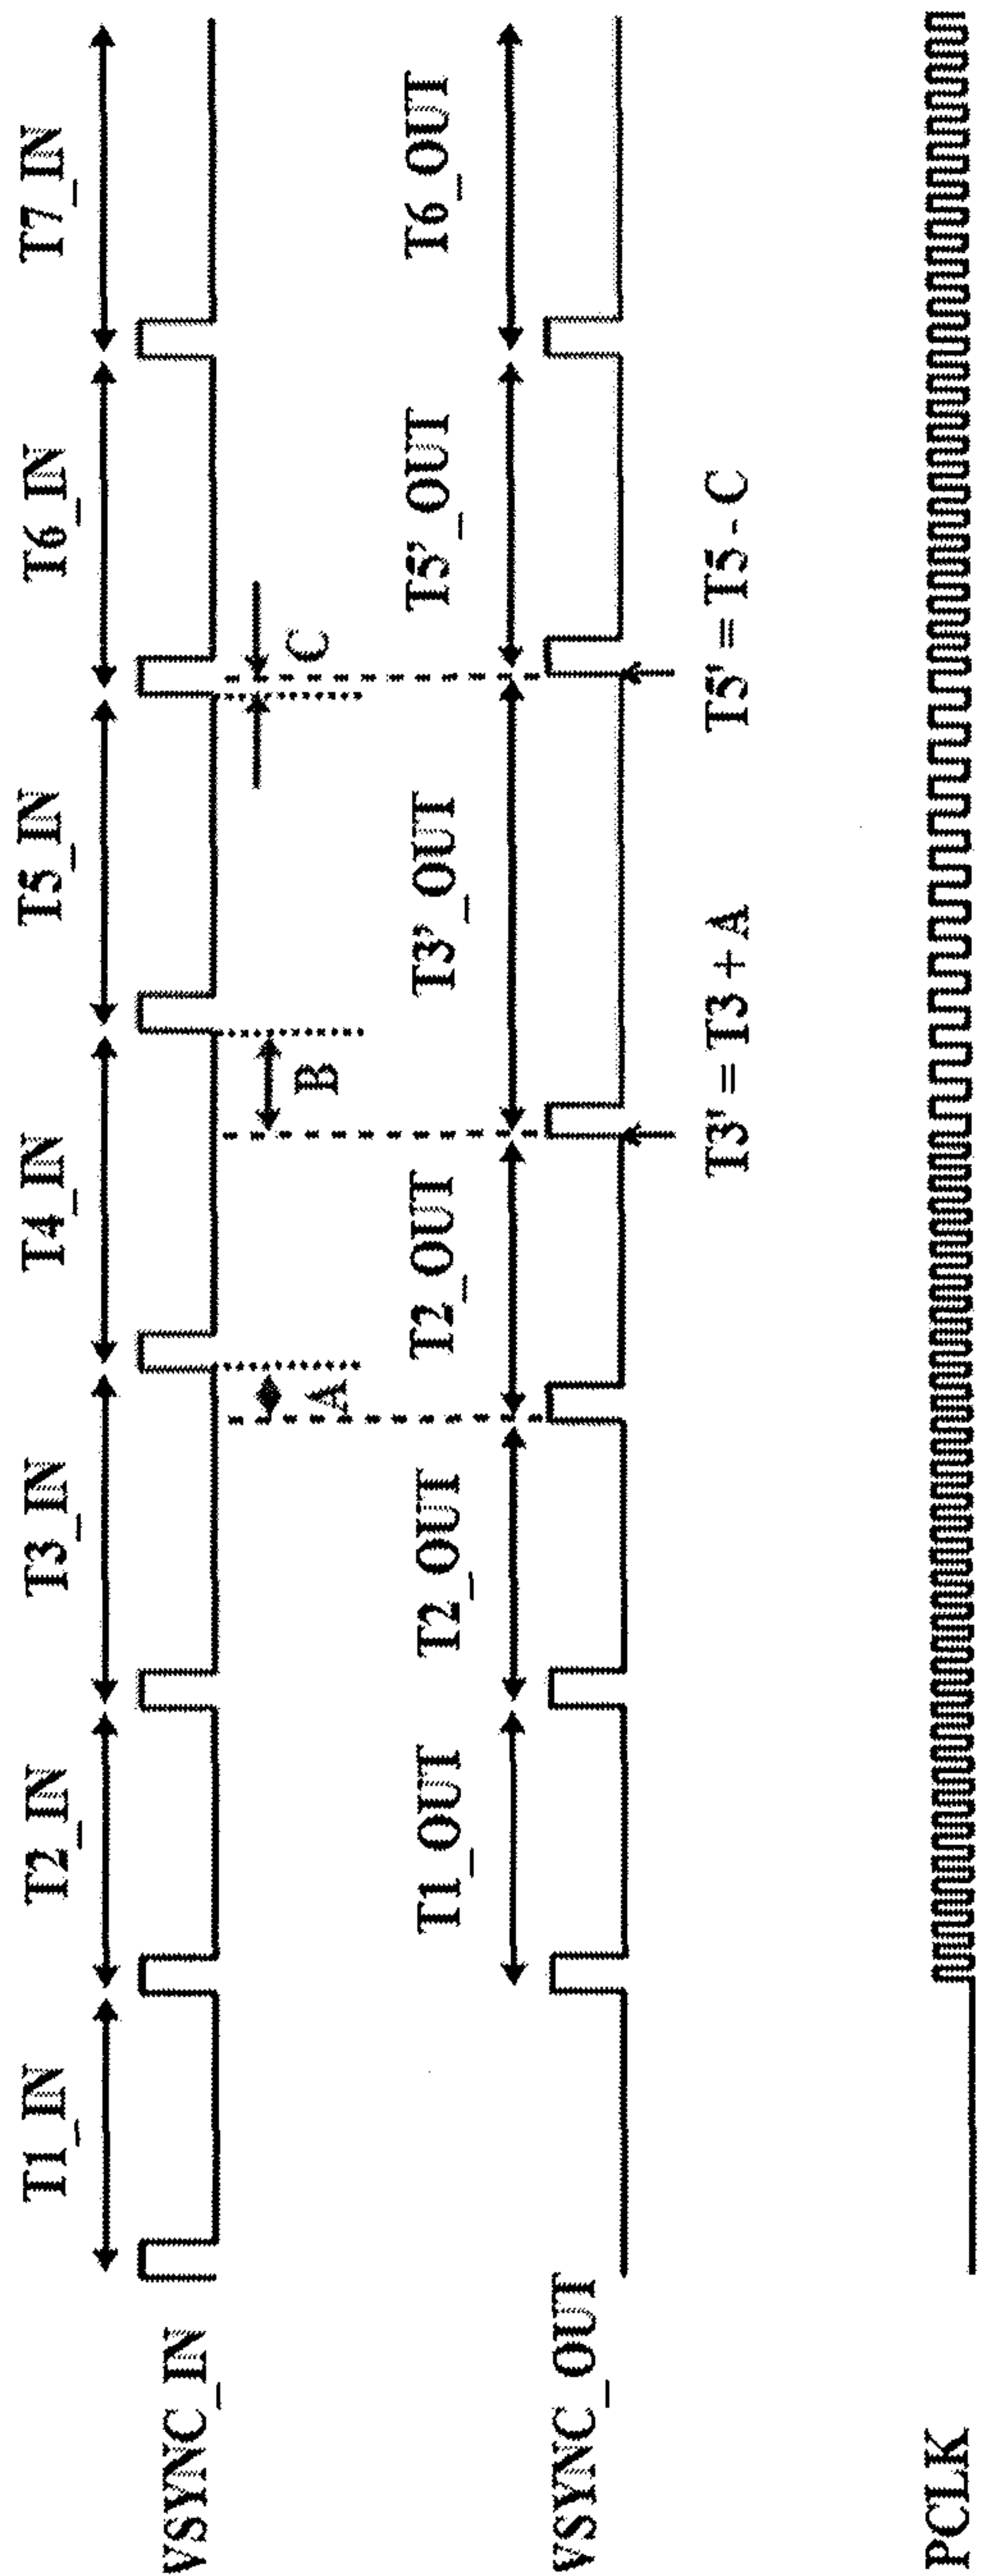 T1_IN T2_IN T3_IN T4_IN T5_IN T6_IN T7_IN
VSYNC_IN
A B C
T1_OUT T2_OUT T2_OUT T3’_OUT T5’_OUT T6_OUT
VSYNC_OUT
T3' = T3 + A T5' = T5 - C
PCLK